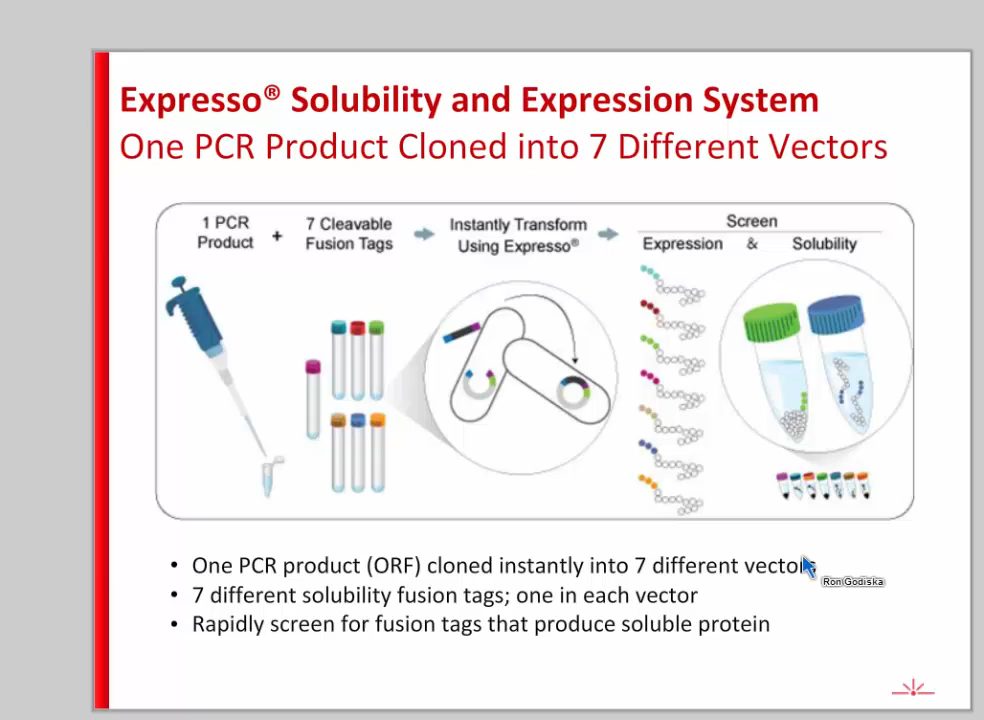 Expresso® Solubility and Expression System
One PCR Product Cloned into 7 Different Vectors
1 PCR Product
+
7 Cleavable Fusion Tags
Instantly Transform Using Expresso®
Screen
Expression & Solubility
• One PCR product (ORF) cloned instantly into 7 different vectors
• 7 different solubility fusion tags; one in each vector
• Rapidly screen for fusion tags that produce soluble protein
Ron Godiska